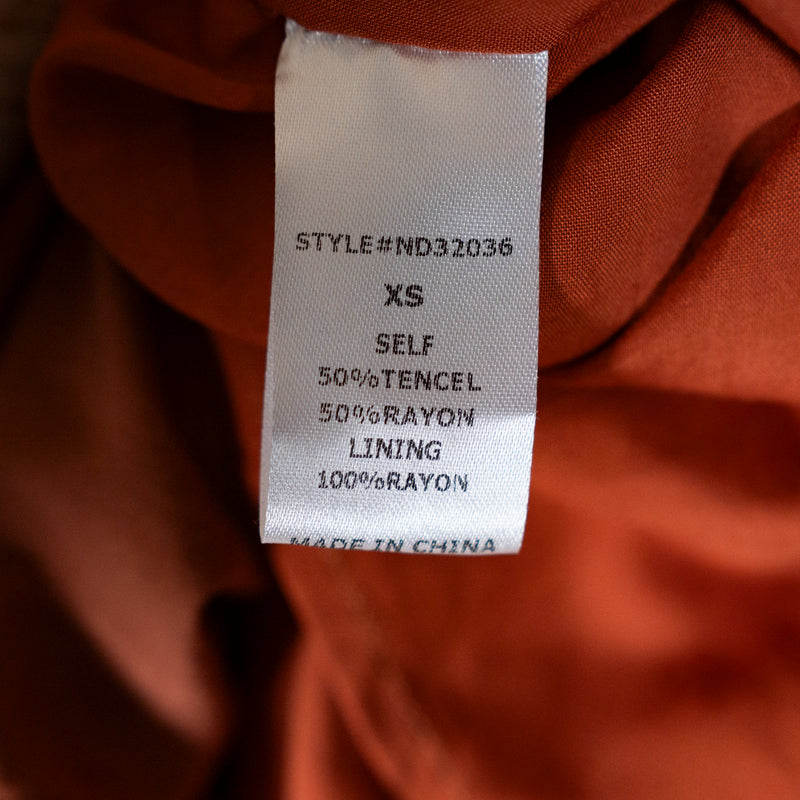 STYLE#ND32036
XS
SELF
50%TENCEL
50%RAYON
LINING
100%RAYON
MADE IN CHINA